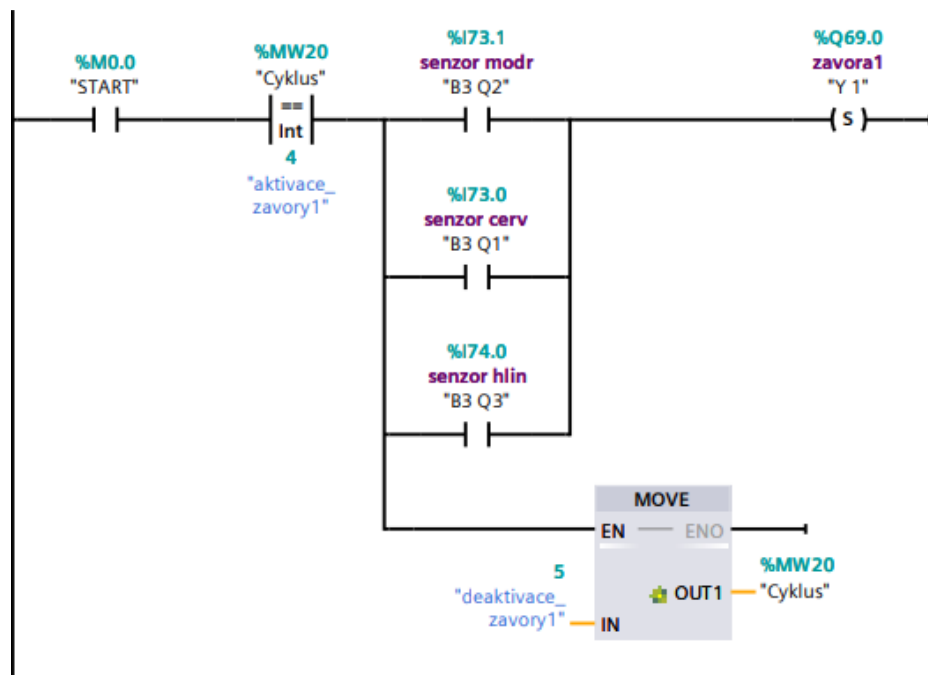 %M0.0
"START"
%MW20
"Cyklus"
==
Int
4
"aktivace_
zavory1"
%I73.1
senzor modr
"B3 Q2"
%Q69.0
zavora1
"Y 1"
S
%I73.0
senzor cerv
"B3 Q1"
%I74.0
senzor hlin
"B3 Q3"
MOVE
EN
ENO
5
"deaktivace_
zavory1"
IN
OUT1
%MW20
"Cyklus"